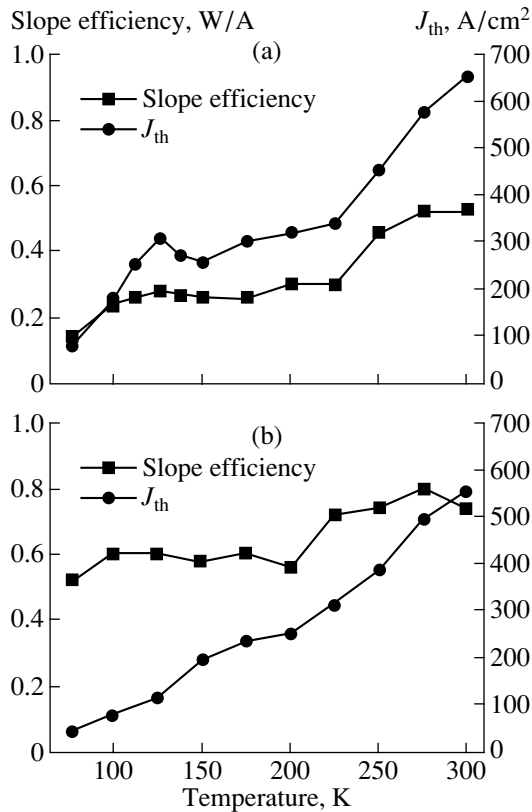 Slope efficiency, W/A
J_th, A/cm²
(a)
1.0
0.8
0.6
0.4
0.2
0
700
600
500
400
300
200
100
0
Slope efficiency
J_th
(b)
1.0
0.8
0.6
0.4
0.2
0
700
600
500
400
300
200
100
0
Slope efficiency
J_th
100 150 200 250 300
Temperature, K